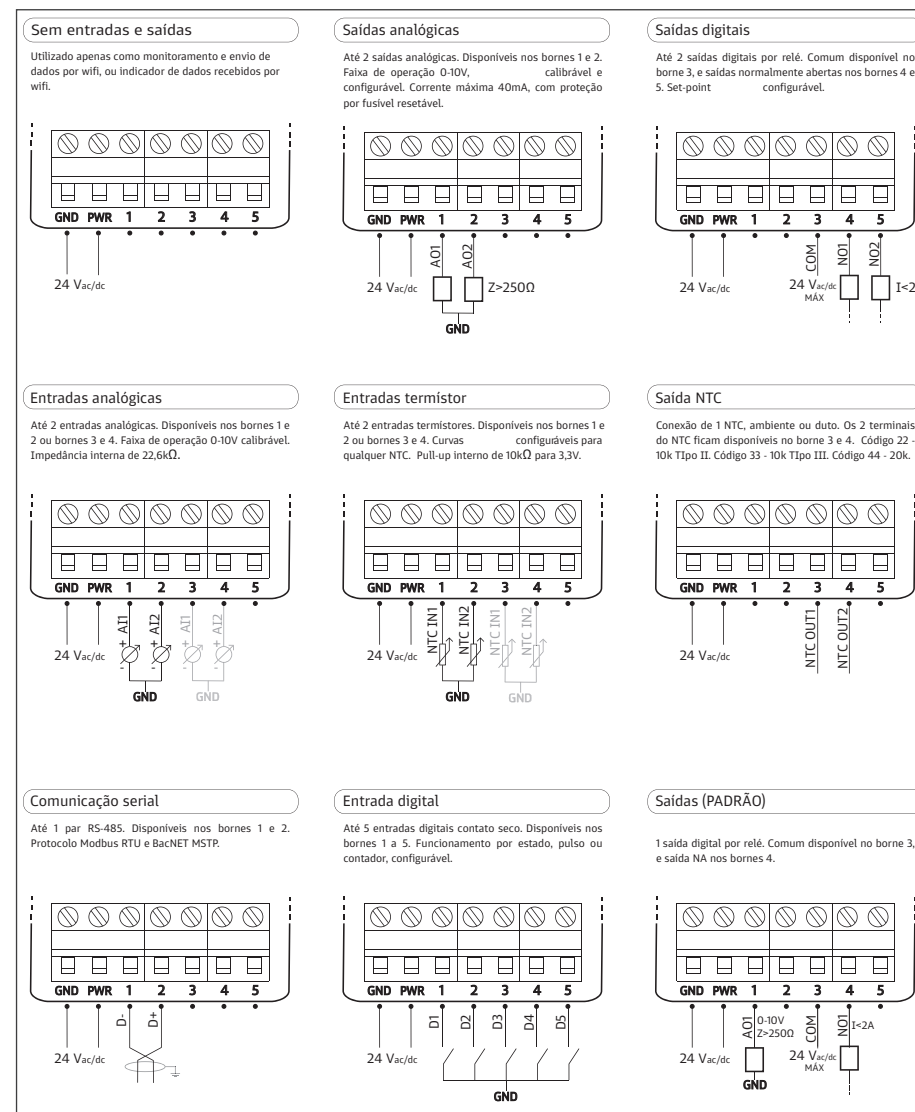 Sem entradas e saídas
Utilizado apenas como monitoramento e envio de
dados por wifi, ou indicador de dados recebidos por
wifi.
GND PWR 1 2 3 4 5
24 Vac/dc
Saídas analógicas
Até 2 saídas analógicas. Disponíveis nos bornes 1 e 2.
Faixa de operação 0-10V, calibrável e
configurável. Corrente máxima 40mA, com proteção
por fusível resetável.
GND PWR 1 2 3 4 5
AO1 AO2
24 Vac/dc Z>250Ω
GND
Saídas digitais
Até 2 saídas digitais por relé. Comum disponível no
borne 3, e saídas normalmente abertas nos bornes 4 e
5. Set-point configurável.
GND PWR 1 2 3 4 5
COM NO1 NO2
24 Vac/dc 24 Vac/dc I<2
MÁX
Entradas analógicas
Até 2 entradas analógicas. Disponíveis nos bornes 1 e
2 ou bornes 3 e 4. Faixa de operação 0-10V calibrável.
Impedância interna de 22,6kΩ.
GND PWR 1 2 3 4 5
- + AI1 - + AI2 - + AI1 - + AI2
24 Vac/dc
GND GND
Entradas termístor
Até 2 entradas termístores. Disponíveis nos bornes 1 e
2 ou bornes 3 e 4. Curvas configuráveis para
qualquer NTC. Pull-up interno de 10kΩ para 3,3V.
GND PWR 1 2 3 4 5
NTC IN1 NTC IN2 NTC IN1 NTC IN2
24 Vac/dc
GND GND
Saída NTC
Conexão de 1 NTC, ambiente ou duto. Os 2 terminais
do NTC ficam disponíveis no borne 3 e 4. Código 22 -
10k TIpo II. Código 33 - 10k TIpo III. Código 44 - 20k.
GND PWR 1 2 3 4 5
NTC OUT1 NTC OUT2
24 Vac/dc
Comunicação serial
Até 1 par RS-485. Disponíveis nos bornes 1 e 2.
Protocolo Modbus RTU e BacNET MSTP.
GND PWR 1 2 3 4 5
D- D+
24 Vac/dc
Entrada digital
Até 5 entradas digitais contato seco. Disponíveis nos
bornes 1 a 5. Funcionamento por estado, pulso ou
contador, configurável.
GND PWR 1 2 3 4 5
D1 D2 D3 D4 D5
24 Vac/dc
GND
Saídas (PADRÃO)
1 saída digital por relé. Comum disponível no borne 3,
e saída NA nos bornes 4.
GND PWR 1 2 3 4 5
AO1 0-10V COM NO1 I<2A
Z>250Ω
24 Vac/dc 24 Vac/dc
MÁX
GND